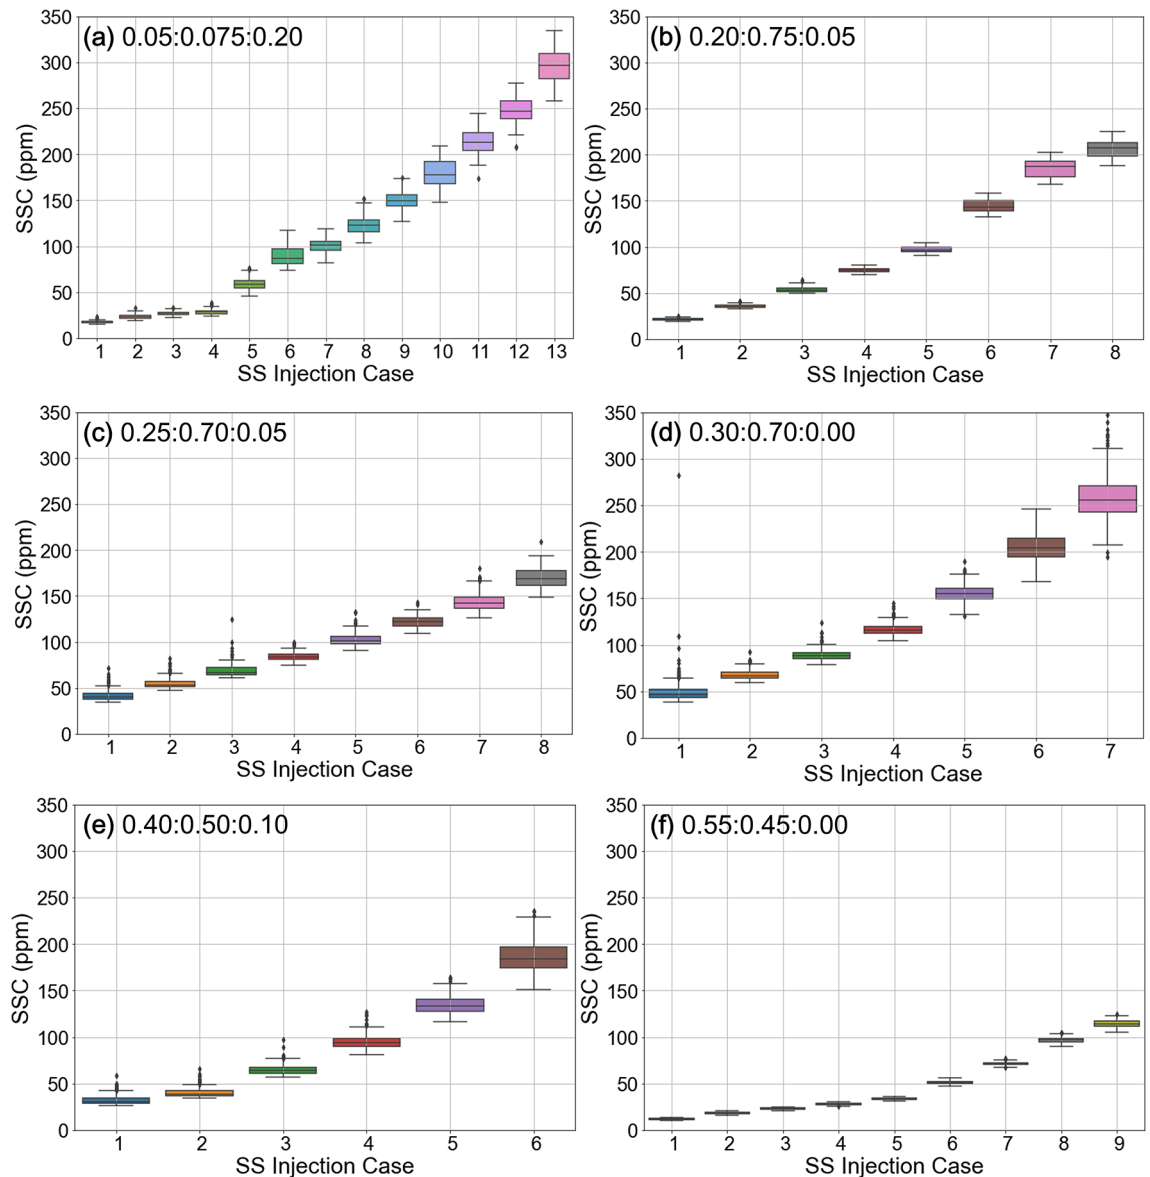 (a) 0.05:0.075:0.20
SSC (ppm)
350
300
250
200
150
100
50
0
1 2 3 4 5 6 7 8 9 10 11 12 13
SS Injection Case
(b) 0.20:0.75:0.05
SSC (ppm)
350
300
250
200
150
100
50
0
1 2 3 4 5 6 7 8
SS Injection Case
(c) 0.25:0.70:0.05
SSC (ppm)
350
300
250
200
150
100
50
0
1 2 3 4 5 6 7 8
SS Injection Case
(d) 0.30:0.70:0.00
SSC (ppm)
350
300
250
200
150
100
50
0
1 2 3 4 5 6 7
SS Injection Case
(e) 0.40:0.50:0.10
SSC (ppm)
350
300
250
200
150
100
50
0
1 2 3 4 5 6
SS Injection Case
(f) 0.55:0.45:0.00
SSC (ppm)
350
300
250
200
150
100
50
0
1 2 3 4 5 6 7 8 9
SS Injection Case